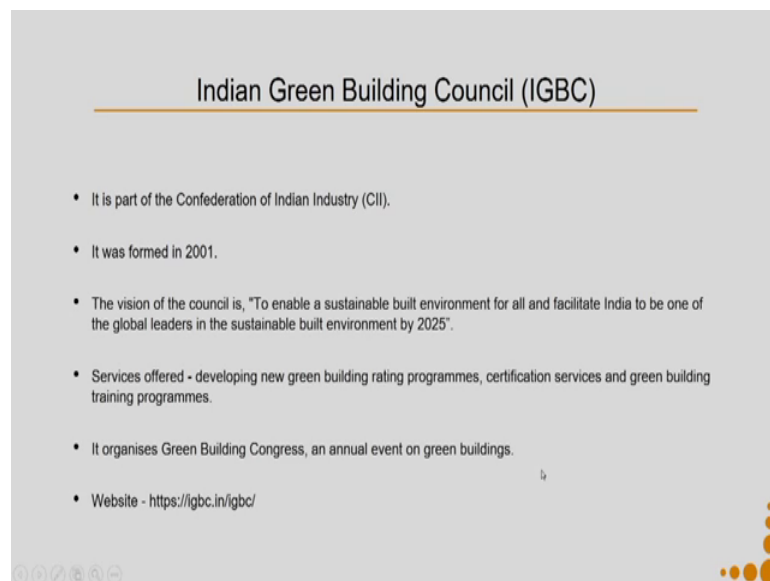 Indian Green Building Council (IGBC)
• It is part of the Confederation of Indian Industry (CII).
• It was formed in 2001.
• The vision of the council is, "To enable a sustainable built environment for all and facilitate India to be one of
the global leaders in the sustainable built environment by 2025”.
• Services offered - developing new green building rating programmes, certification services and green building
training programmes.
• It organises Green Building Congress, an annual event on green buildings.
• Website - https://igbc.in/igbc/